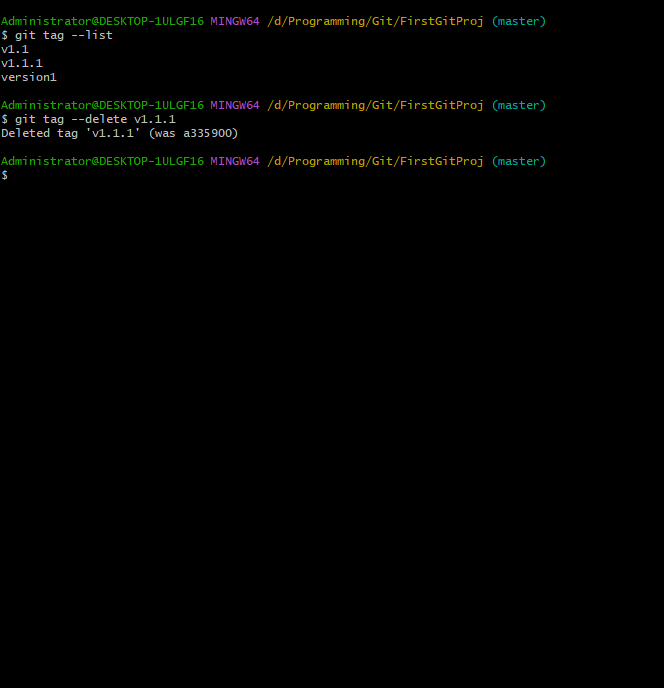 Administrator@DESKTOP-1ULGF16 MINGW64 /d/Programming/Git/FirstGitProj (master)
$ git tag --list
v1.1
v1.1.1
version1
Administrator@DESKTOP-1ULGF16 MINGW64 /d/Programming/Git/FirstGitProj (master)
$ git tag --delete v1.1.1
Deleted tag 'v1.1.1' (was a335900)
Administrator@DESKTOP-1ULGF16 MINGW64 /d/Programming/Git/FirstGitProj (master)
$